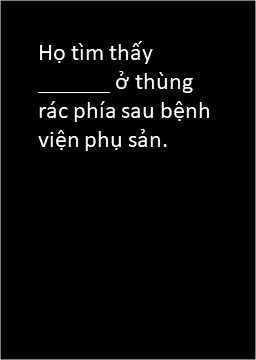 Họ tìm thấy
_______ ở thùng
rác phía sau bệnh
viện phụ sản.